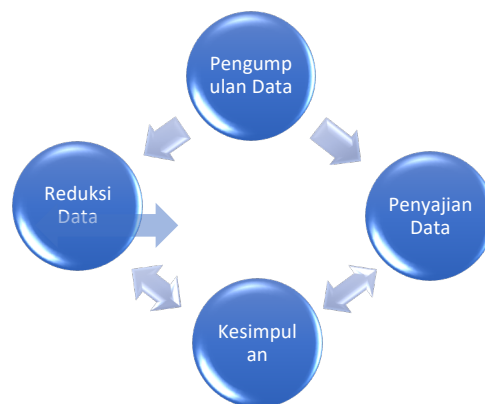 Pengump
ulan Data
Reduksi
Data
Penyajian
Data
Kesimpul
an